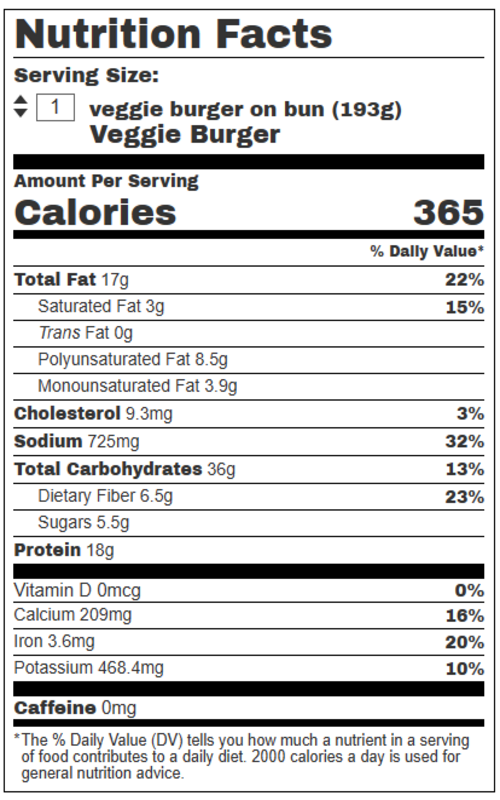 Nutrition Facts
Serving Size:
1 veggie burger on bun (193g)
Veggie Burger
Amount Per Serving
Calories 365
% Daily Value*
Total Fat 17g 22%
Saturated Fat 3g 15%
Trans Fat 0g
Polyunsaturated Fat 8.5g
Monounsaturated Fat 3.9g
Cholesterol 9.3mg 3%
Sodium 725mg 32%
Total Carbohydrates 36g 13%
Dietary Fiber 6.5g 23%
Sugars 5.5g
Protein 18g
Vitamin D 0mcg 0%
Calcium 209mg 16%
Iron 3.6mg 20%
Potassium 468.4mg 10%
Caffeine 0mg
*The % Daily Value (DV) tells you how much a nutrient in a serving
of food contributes to a daily diet. 2000 calories a day is used for
general nutrition advice.